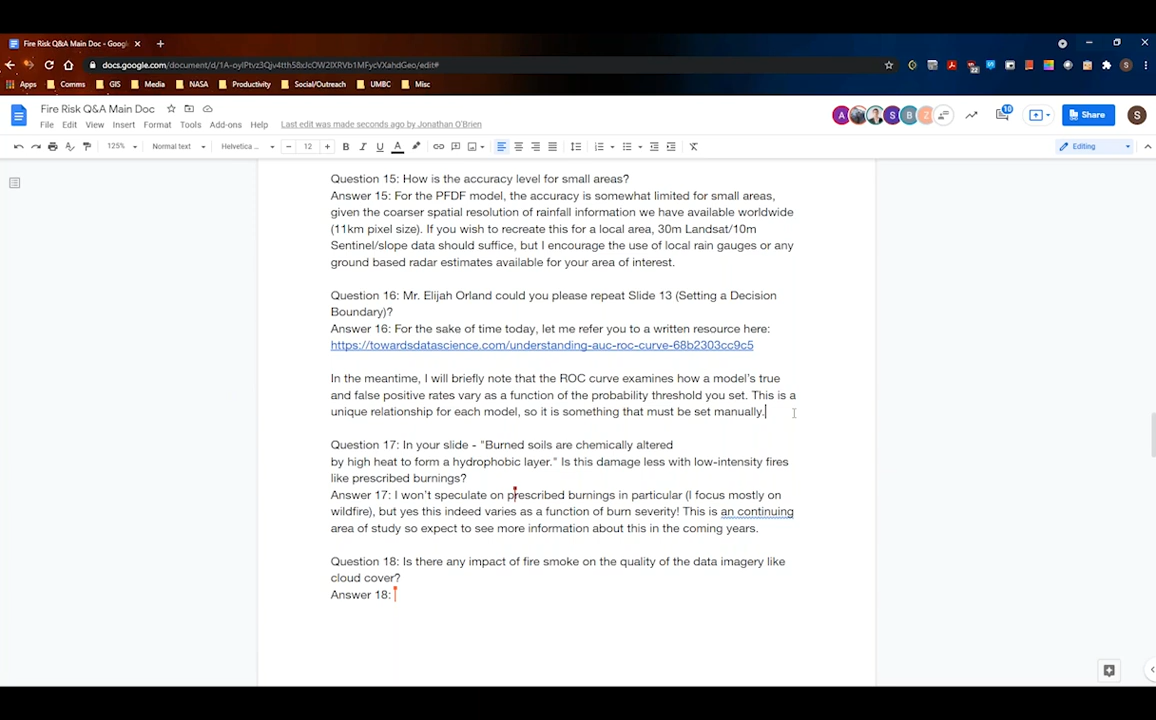 Fire Risk Q&A Main Doc - Googl
docs.google.com/document/d/
Apps Comms GIS Media NASA Productivity Social/Outreach UMBC Misc
Fire Risk Q&A Main Doc
File Edit View Insert Format Tools Add-ons Help Last edit was made seconds ago by Jonathan O'Brien
A S B Z 10 Share S
125% Normal text Helvetica ... 12 Editing
Question 15: How is the accuracy level for small areas?
Answer 15: For the PFDF model, the accuracy is somewhat limited for small areas,
given the coarser spatial resolution of rainfall information we have available worldwide
(11km pixel size). If you wish to recreate this for a local area, 30m Landsat/10m
Sentinel/slope data should suffice, but I encourage the use of local rain gauges or any
ground based radar estimates available for your area of interest.
Question 16: Mr. Elijah Orland could you please repeat Slide 13 (Setting a Decision
Boundary)?
Answer 16: For the sake of time today, let me refer you to a written resource here:
https://towardsdatascience.com/understanding-auc-roc-curve-68b2303cc9c5
In the meantime, I will briefly note that the ROC curve examines how a model's true
and false positive rates vary as a function of the probability threshold you set. This is a
unique relationship for each model, so it is something that must be set manually.
Question 17: In your slide - "Burned soils are chemically altered
by high heat to form a hydrophobic layer." Is this damage less with low-intensity fires
like prescribed burnings?
Answer 17: I won't speculate on prescribed burnings in particular (I focus mostly on
wildfire), but yes this indeed varies as a function of burn severity! This is an continuing
area of study so expect to see more information about this in the coming years.
Question 18: Is there any impact of fire smoke on the quality of the data imagery like
cloud cover?
Answer 18: